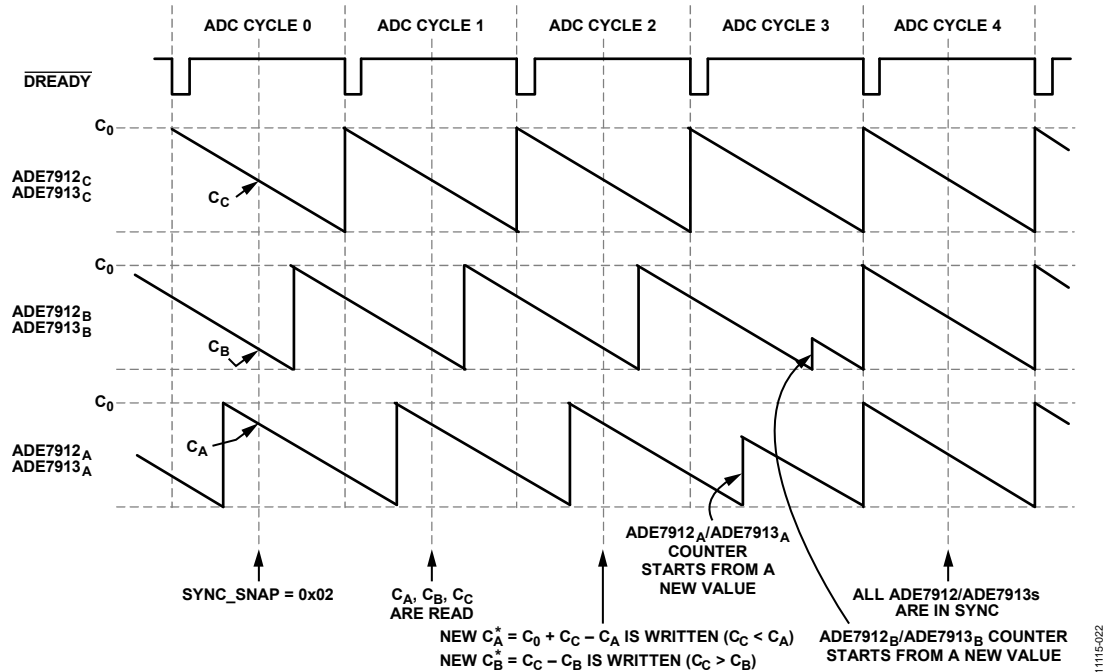 ADC CYCLE 0 ADC CYCLE 1 ADC CYCLE 2 ADC CYCLE 3 ADC CYCLE 4
DREADY
C0
ADE7912C
ADE7913C
CC
C0
ADE7912B
ADE7913B
CB
C0
CA
ADE7912A
ADE7913A
ADE7912A/ADE7913A
COUNTER
STARTS FROM A
NEW VALUE
SYNC_SNAP = 0x02
CA, CB, CC
ARE READ
ALL ADE7912/ADE7913s
ARE IN SYNC
NEW CA* = C0 + CC – CA IS WRITTEN (CC < CA)
NEW CB* = CC – CB IS WRITTEN (CC > CB)
ADE7912B/ADE7913B COUNTER
STARTS FROM A NEW VALUE
11115-022